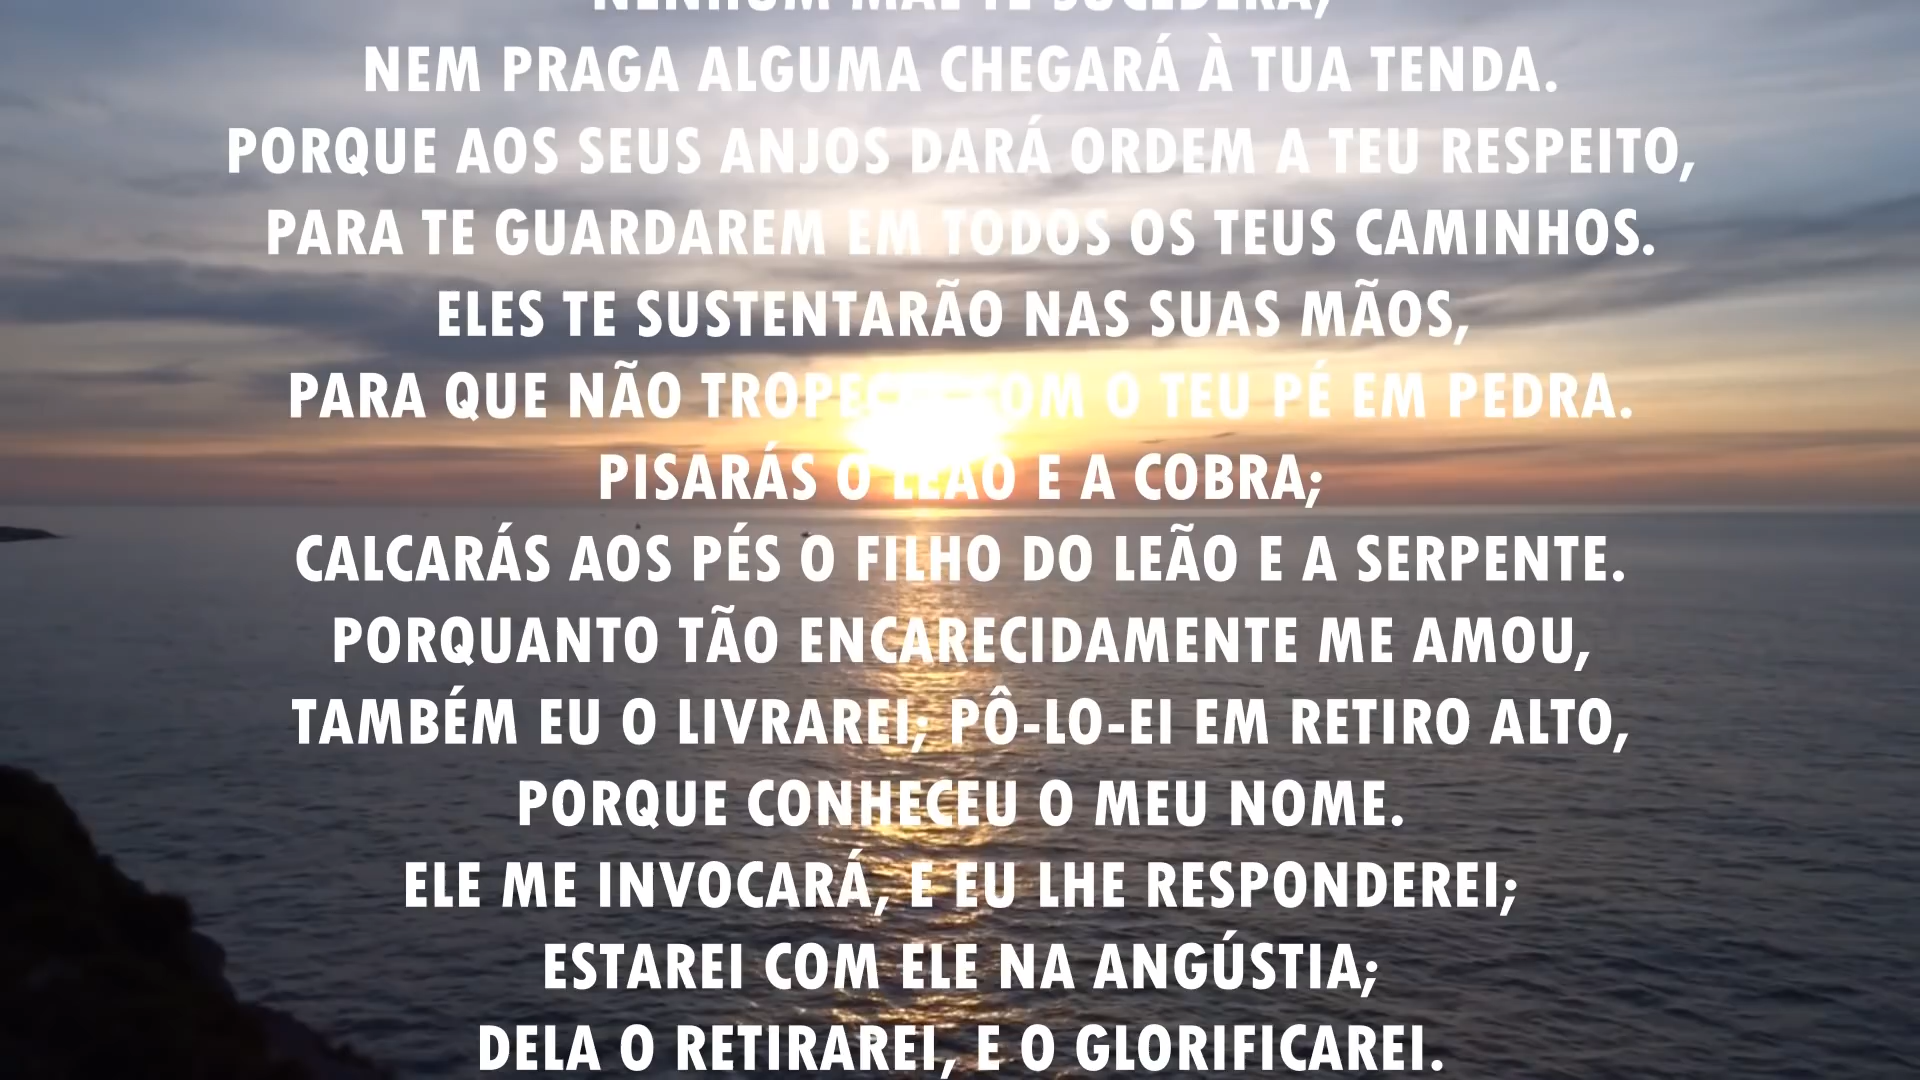 NENHUM MAL TE SUCEDERÁ,
NEM PRAGA ALGUMA CHEGARÁ À TUA TENDA.
PORQUE AOS SEUS ANJOS DARÁ ORDEM A TEU RESPEITO,
PARA TE GUARDAREM EM TODOS OS TEUS CAMINHOS.
ELES TE SUSTENTARÃO NAS SUAS MÃOS,
PARA QUE NÃO TROPECES COM O TEU PÉ EM PEDRA.
PISARÁS O LEÃO E A COBRA;
CALCARÁS AOS PÉS O FILHO DO LEÃO E A SERPENTE.
PORQUANTO TÃO ENCARECIDAMENTE ME AMOU,
TAMBÉM EU O LIVRAREI; PÔ-LO-EI EM RETIRO ALTO,
PORQUE CONHECEU O MEU NOME.
ELE ME INVOCARÁ, E EU LHE RESPONDEREI;
ESTAREI COM ELE NA ANGÚSTIA;
DELA O RETIRAREI, E O GLORIFICAREI.